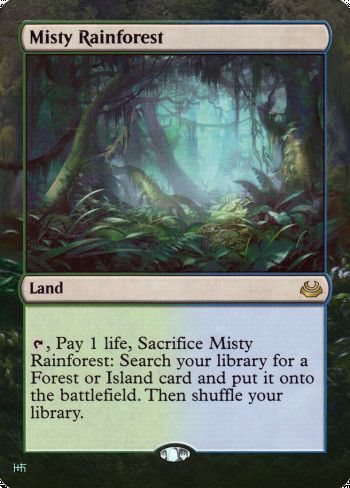 Misty Rainforest
Land
, Pay 1 life, Sacrifice Misty
Rainforest: Search your library for a
Forest or Island card and put it onto
the battlefield. Then shuffle your
library.